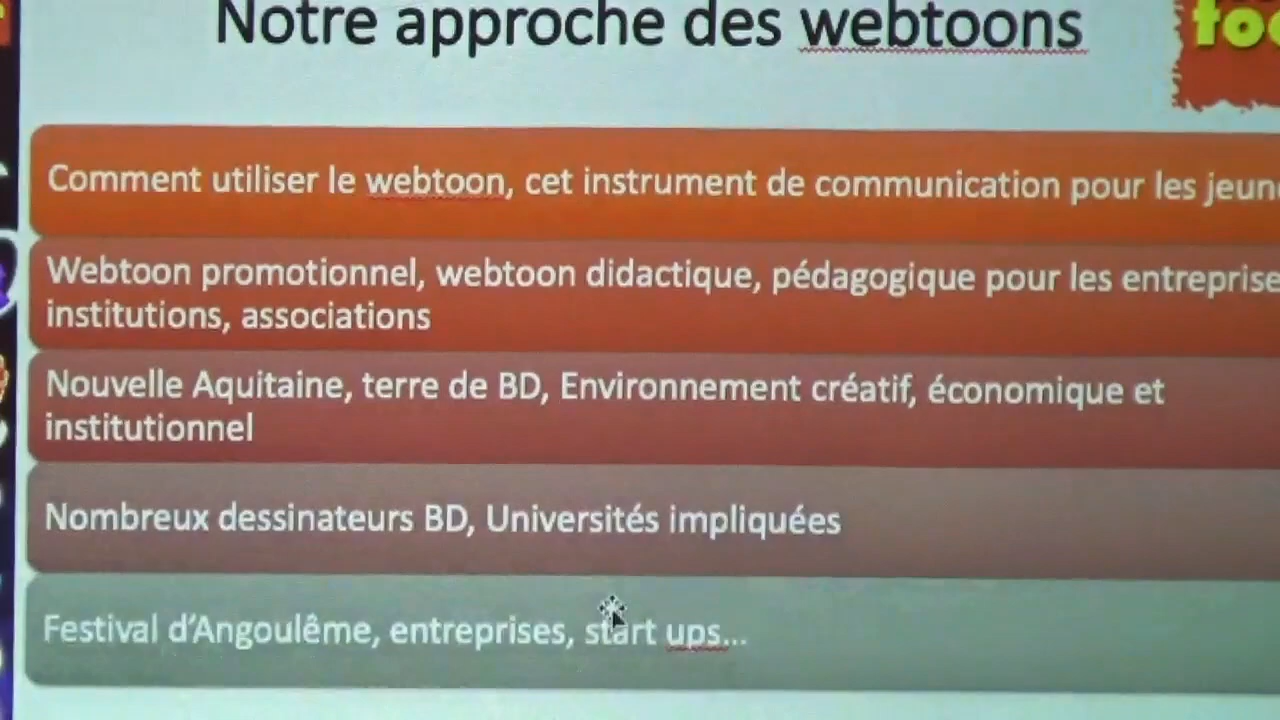 Notre approche des webtoons
Comment utiliser le webtoon, cet instrument de communication pour les
Webtoon promotionnel, webtoon didactique, pédagogique pour les
institutions, associations
Nouvelle Aquitaine, terre de BD, Environnement créatif, économique et
institutionnel
Nombreux dessinateurs BD, Universités impliquées
Festival d'Angoulême, entreprises, start ups...